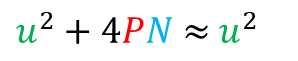 u² + 4PN ≈ u²